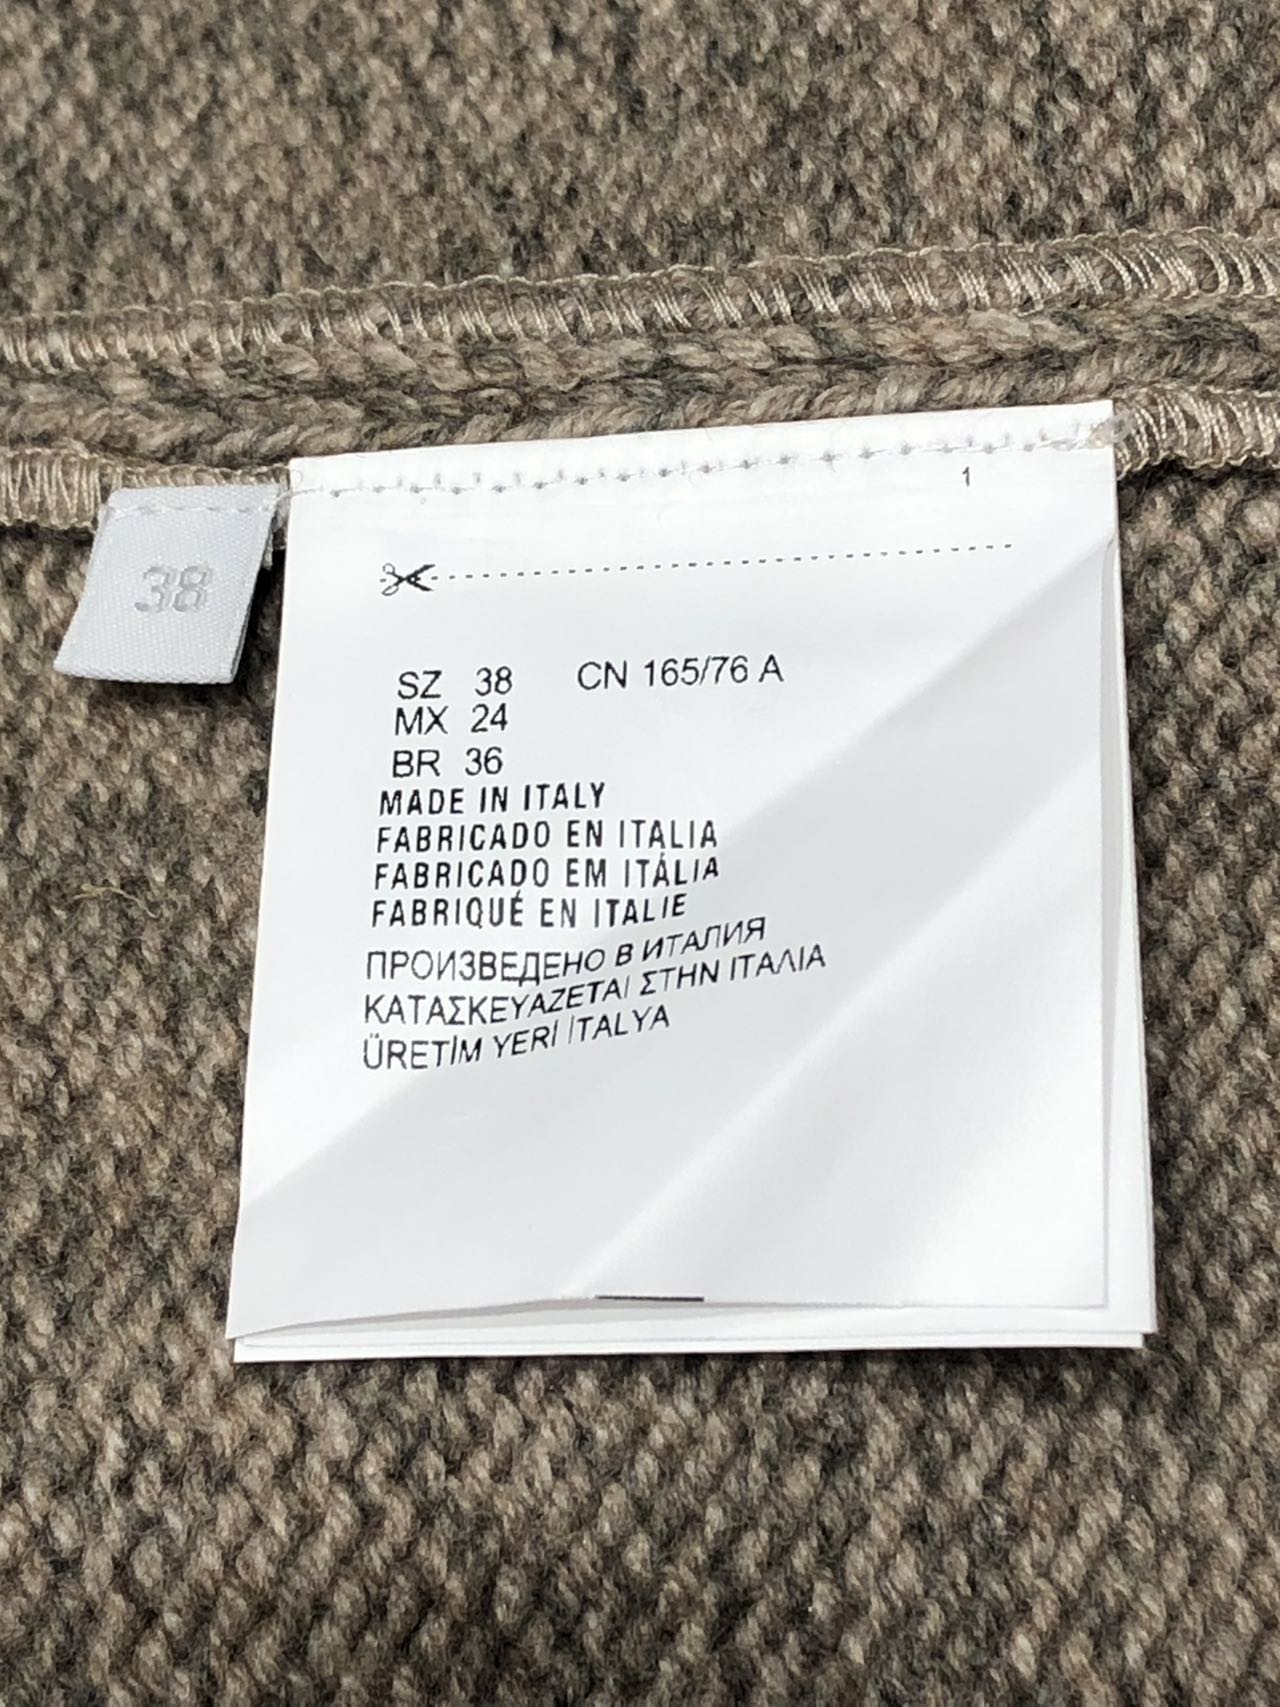 1
38
SZ 38 CN 165/76 A
MX 24
BR 36
MADE IN ITALY
FABRICADO EN ITALIA
FABRICADO EM ITÁLIA
FABRIQUÉ EN ITALIE
ПРОИЗВЕДЕНО В ИТАЛИЯ
ΚΑΤΑΣΚΕΥΑΖΕΤΑΙ ΣΤΗΝ ΙΤΑΛΙΑ
ÜRETİM YERİ İTALYA